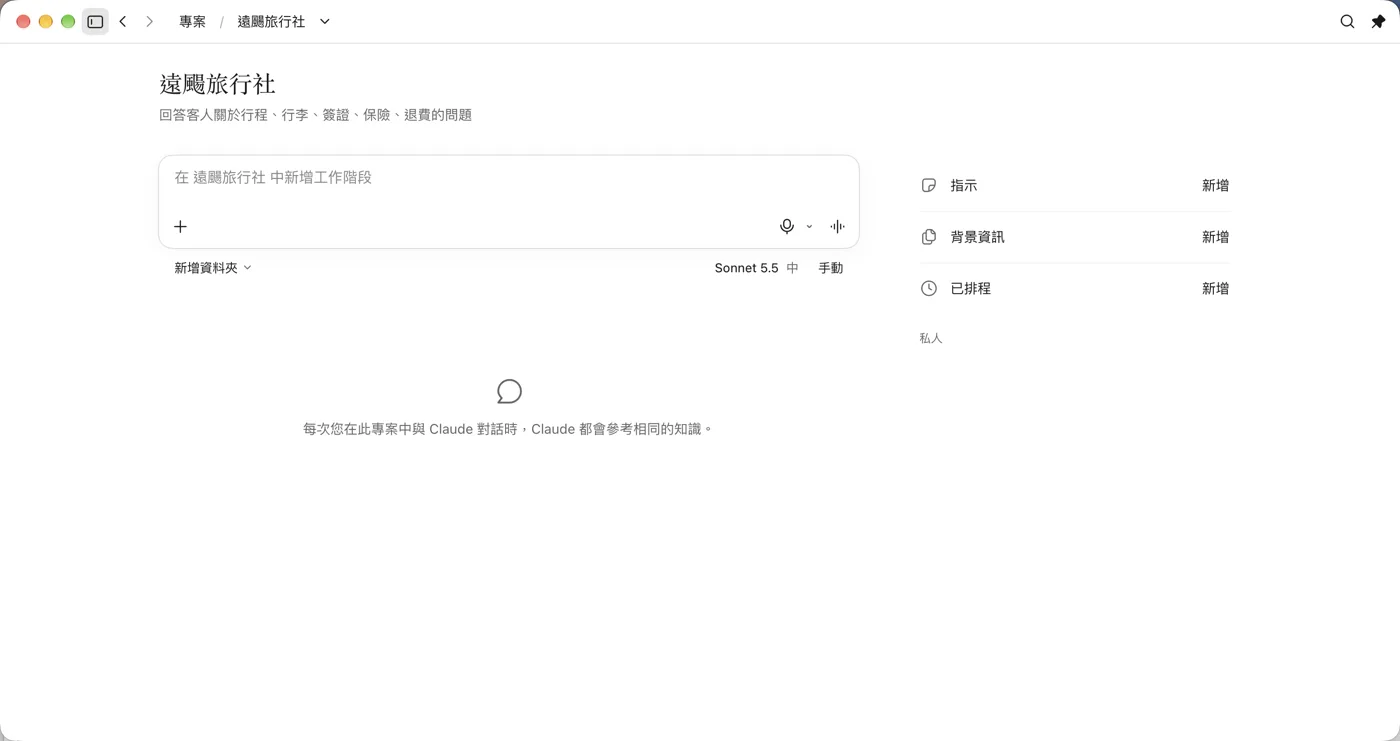 專案 / 遠颺旅行社
遠颺旅行社
回答客人關於行程、行李、簽證、保險、退費的問題
在 遠颺旅行社 中新增工作階段
新增資料夾
Sonnet 5.5 中 手動
指示 新增
背景資訊 新增
已排程 新增
私人
每次您在此專案中與 Claude 對話時，Claude 都會參考相同的知識。